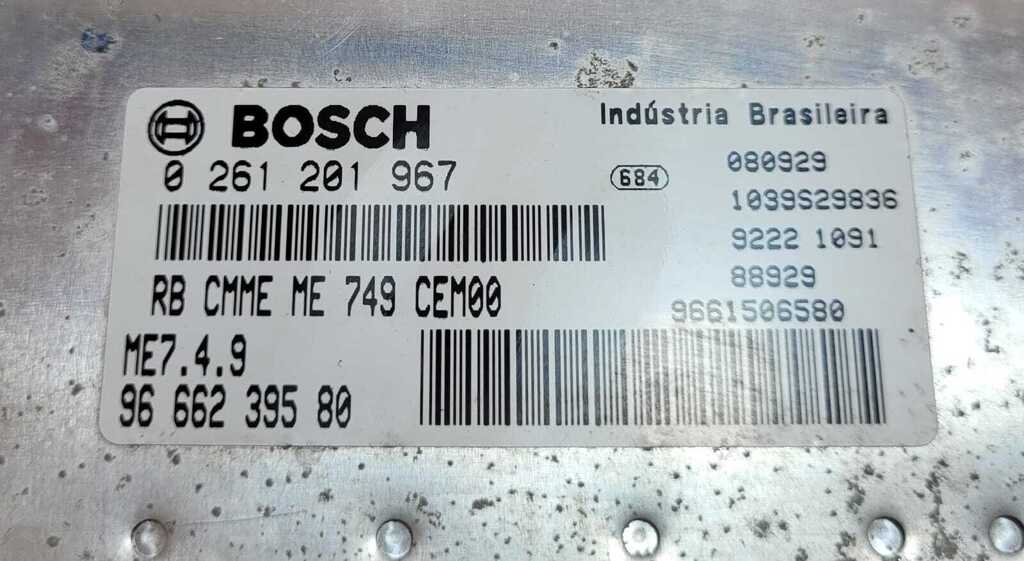 BOSCH
Indústria Brasileira
0 261 201 967
684
080929
1039S29836
9222 1091
RB CMME ME 749 CEM00
88929
9661506580
ME7.4.9
96 662 395 80